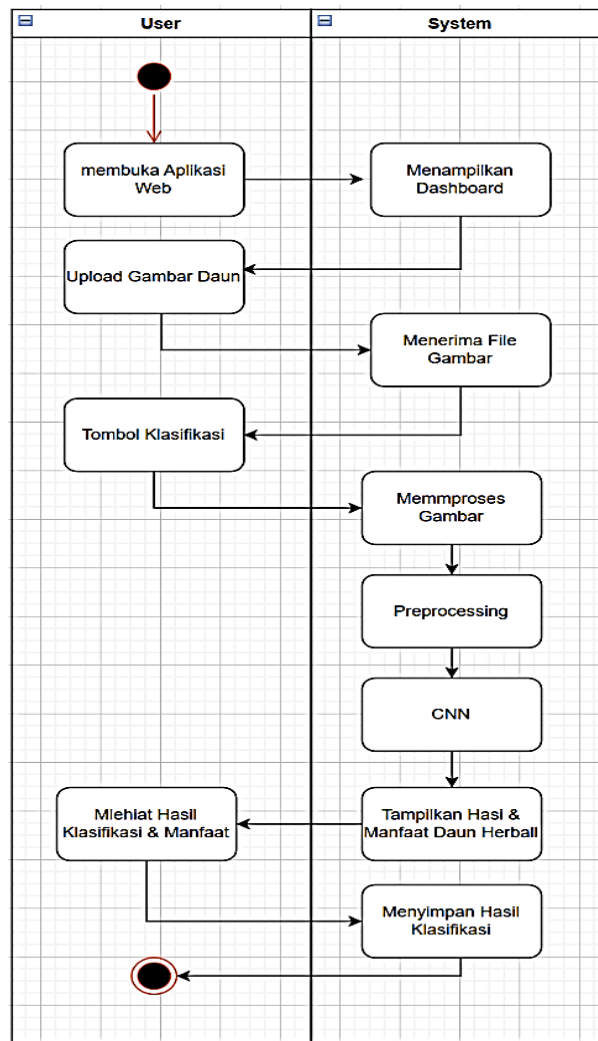 User
System
membuka Aplikasi
Web
Menampilkan
Dashboard
Upload Gambar Daun
Menerima File
Gambar
Tombol Klasifikasi
Memmproses
Gambar
Preprocessing
CNN
Tampilkan Hasi &
Manfaat Daun Herball
Mlehiat Hasil
Klasifikasi & Manfaat
Menyimpan Hasil
Klasifikasi